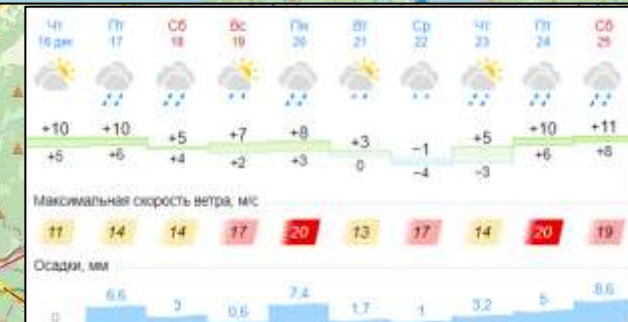 Чт Пт Сб Вс Пн Вт Ср Чт Пт Сб
16 дек 17 18 19 20 21 22 23 24 25
+10 +10 +5 +7 +8 +3 −1 +5 +10 +11
+5 +6 +4 +2 +3 0 −4 −3 +6 +8
Максимальная скорость ветра, м/с
11 14 14 17 20 13 17 14 20 19
Осадки, мм
0 6,6 3 0,6 7,4 1,7 1 3,2 5 8,6